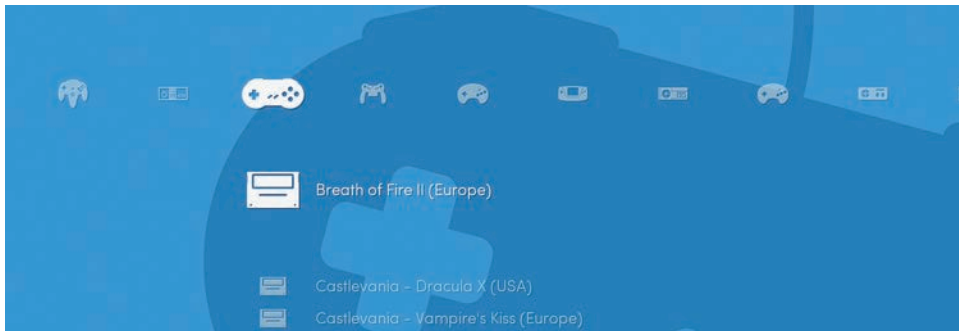 Breath of Fire II (Europe)
Castlevania - Dracula X (USA)
Castlevania - Vampire's Kiss (Europe)